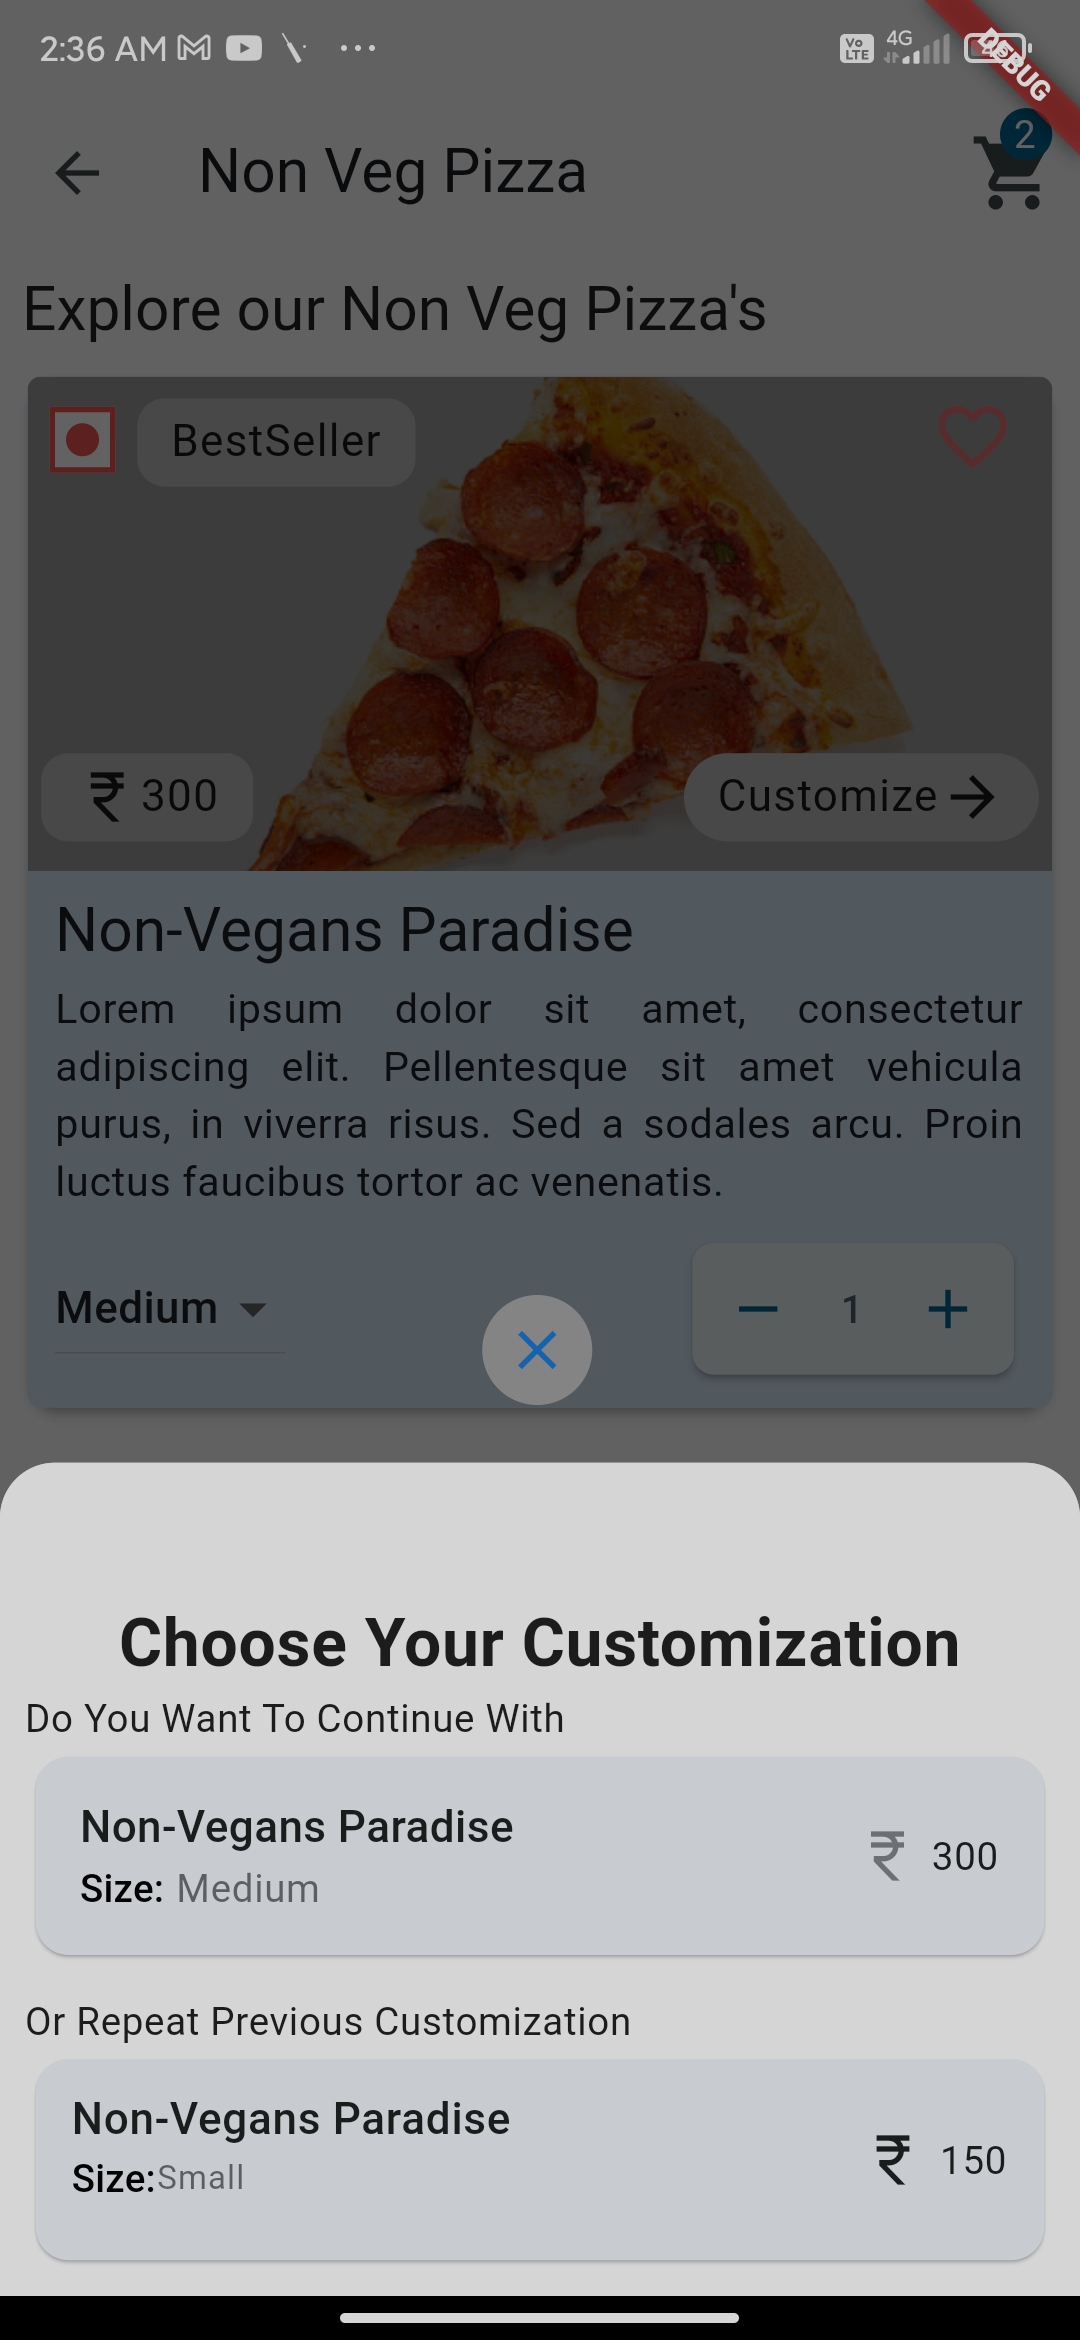 2:36 AM
Vo LTE 4G
DEBUG
Non Veg Pizza
2
Explore our Non Veg Pizza's
BestSeller
₹ 300
Customize
Non-Vegans Paradise
Lorem ipsum dolor sit amet, consectetur
adipiscing elit. Pellentesque sit amet vehicula
purus, in viverra risus. Sed a sodales arcu. Proin
luctus faucibus tortor ac venenatis.
Medium
1
Choose Your Customization
Do You Want To Continue With
Non-Vegans Paradise
Size: Medium
₹ 300
Or Repeat Previous Customization
Non-Vegans Paradise
Size:Small
₹ 150